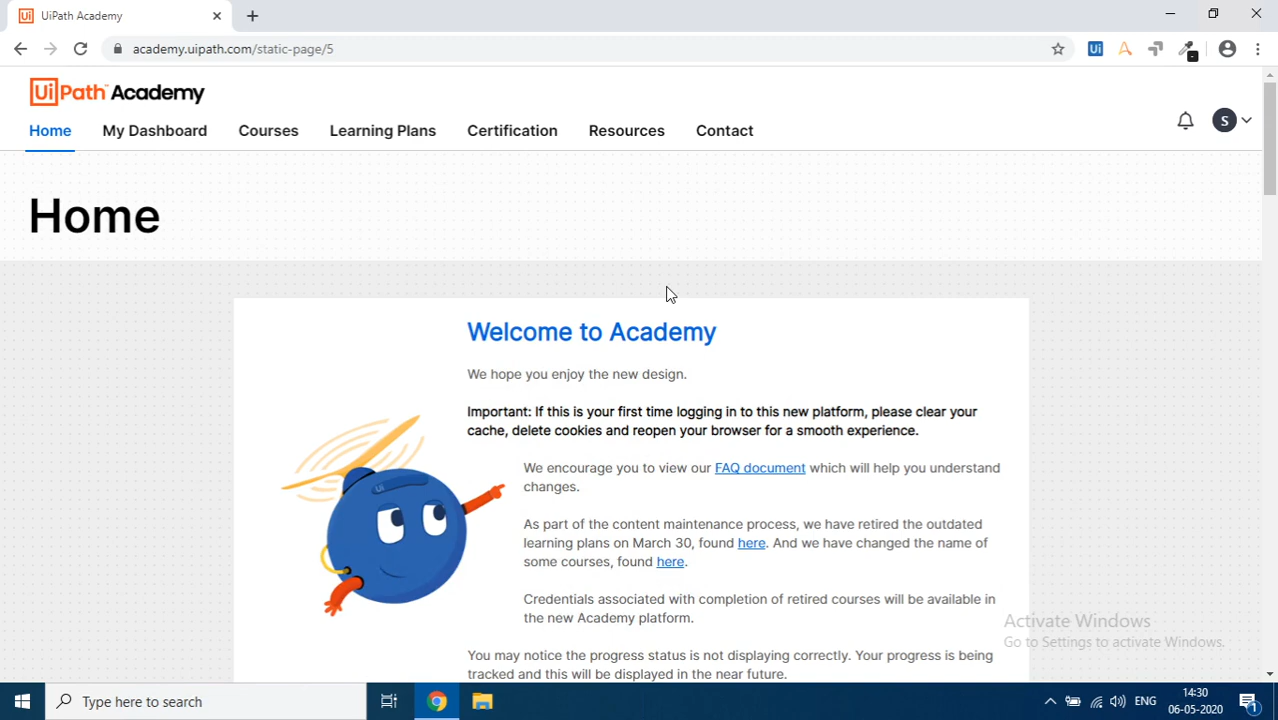 Ui UiPath Academy
academy.uipath.com/static-page/5
Ui
UiPath Academy
Home My Dashboard Courses Learning Plans Certification Resources Contact
S
Home
Welcome to Academy
We hope you enjoy the new design.
Important: If this is your first time logging in to this new platform, please clear your
cache, delete cookies and reopen your browser for a smooth experience.
We encourage you to view our FAQ document which will help you understand
changes.
As part of the content maintenance process, we have retired the outdated
learning plans on March 30, found here. And we have changed the name of
some courses, found here.
Credentials associated with completion of retired courses will be available in
the new Academy platform.
You may notice the progress status is not displaying correctly. Your progress is being
tracked and this will be displayed in the near future.
Ui
Activate Windows
Go to Settings to activate Windows.
Type here to search
ENG
14:30
06-05-2020
1